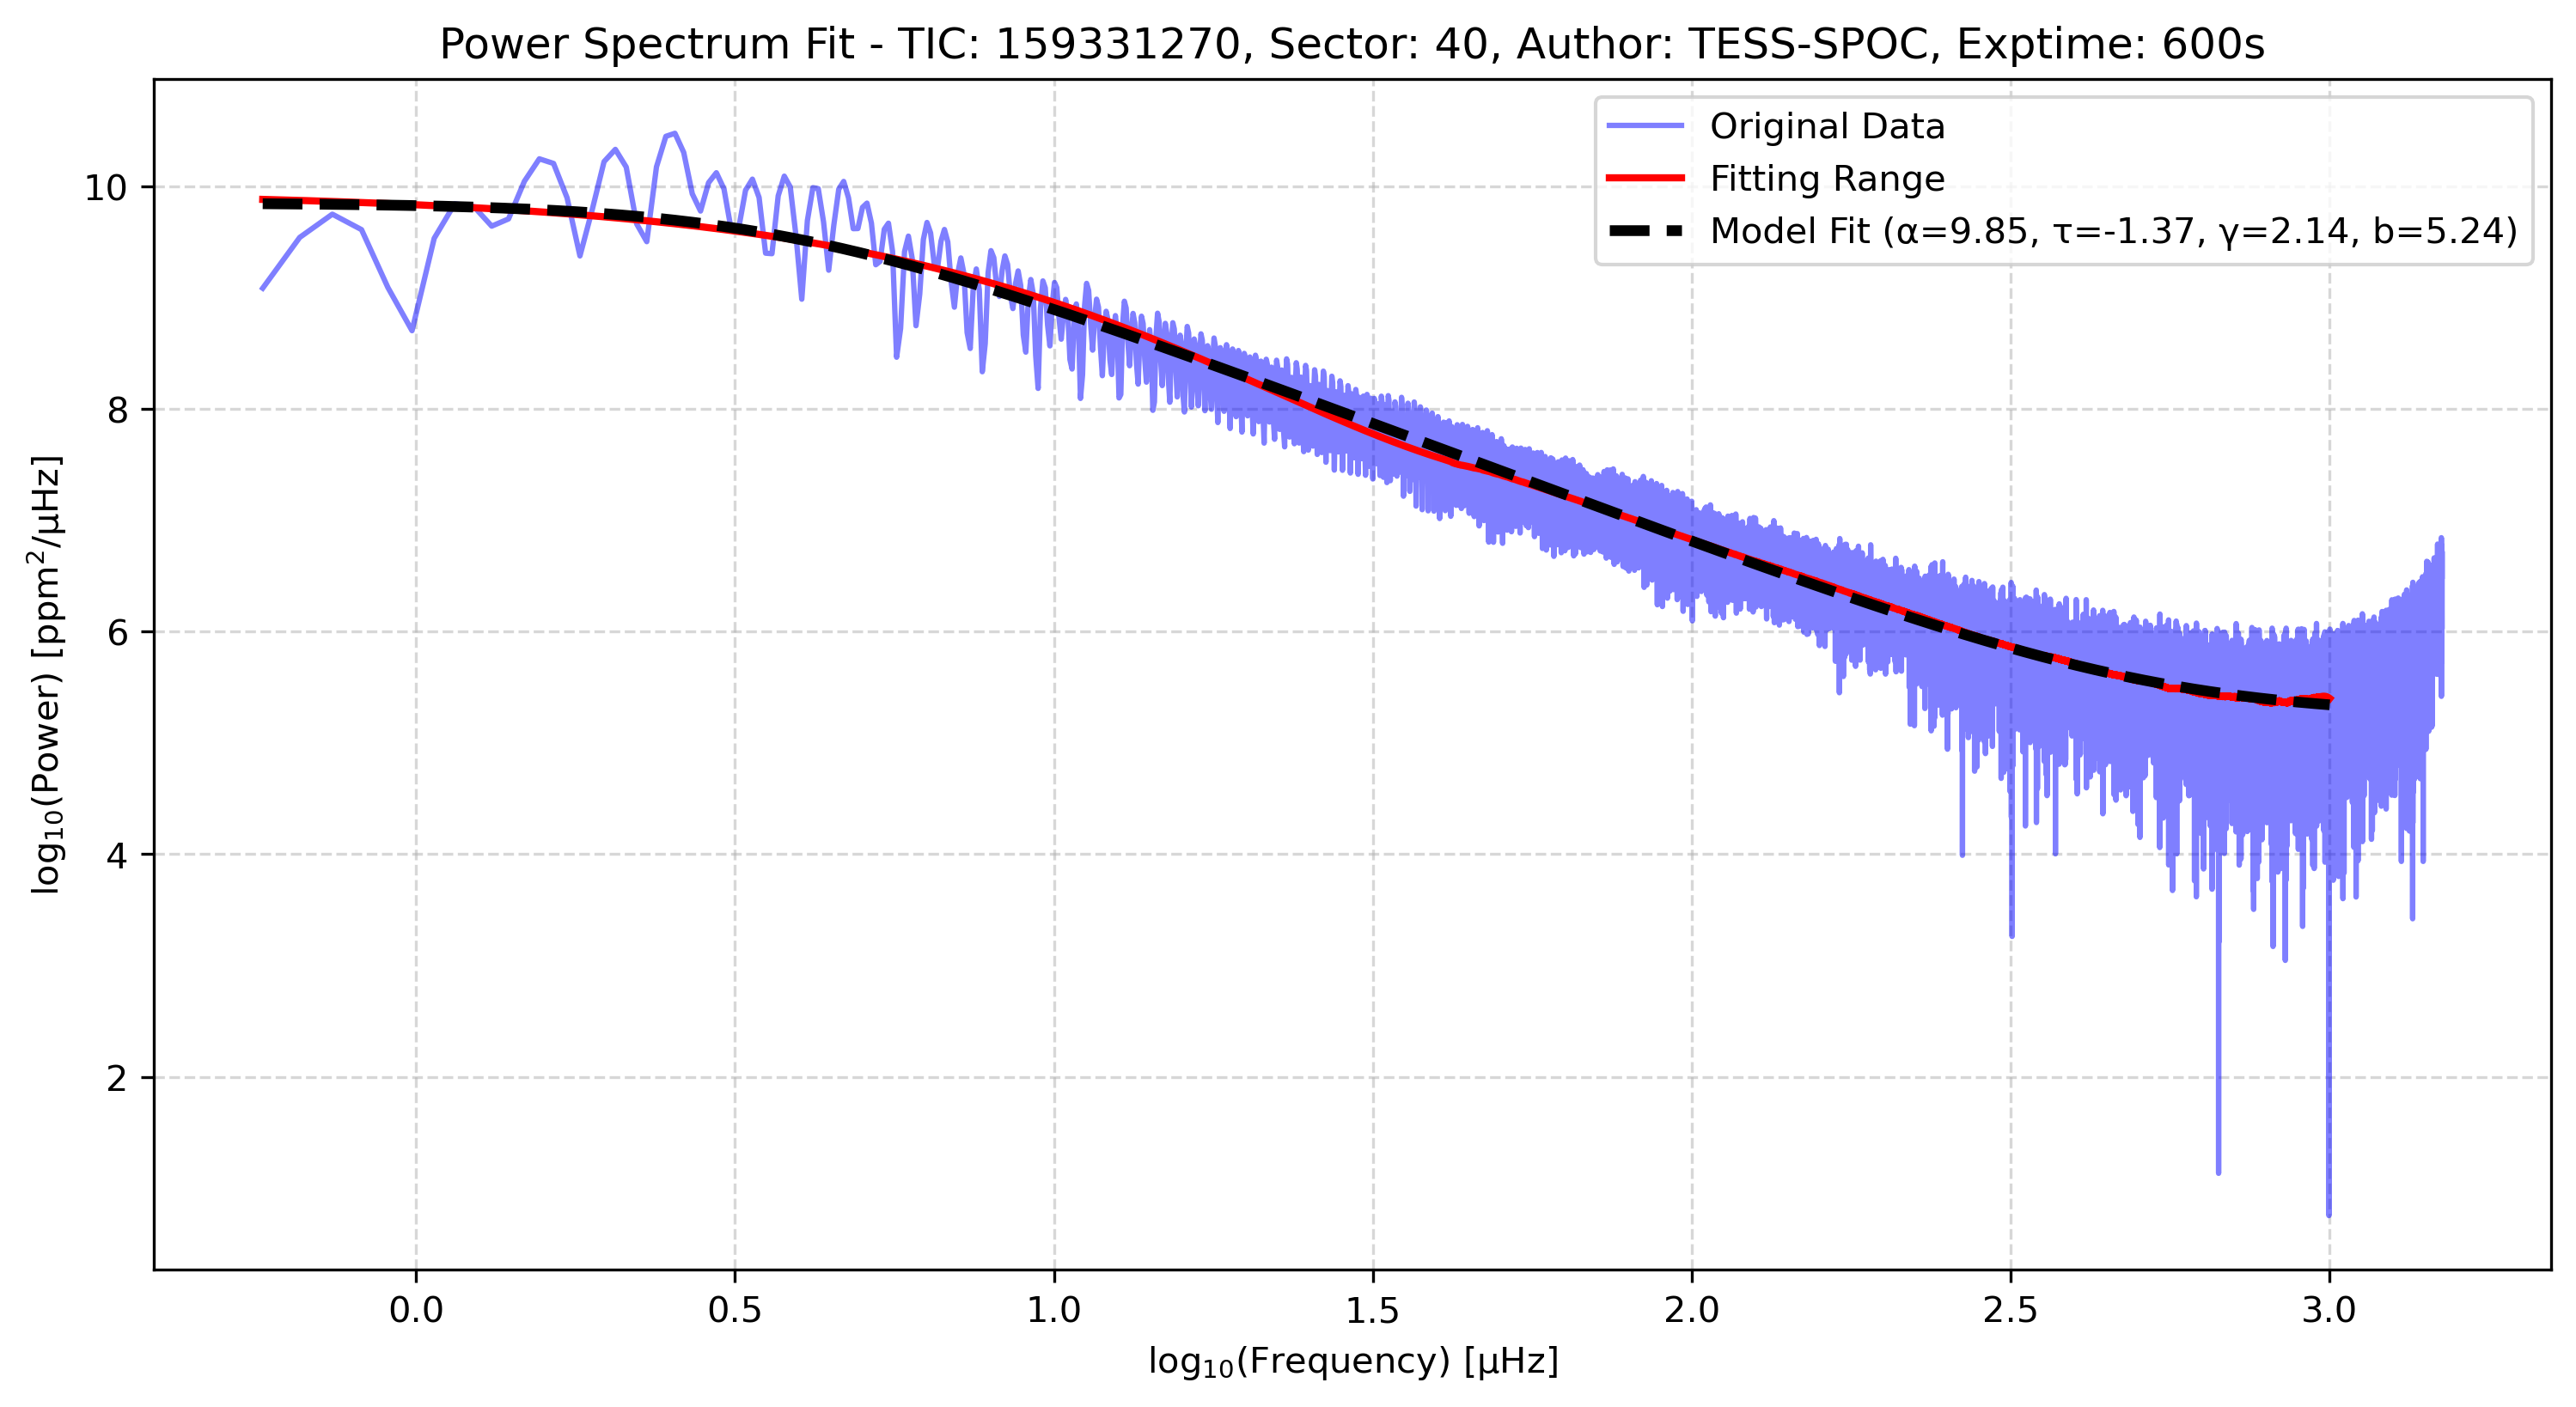 Power Spectrum Fit - TIC: 159331270, Sector: 40, Author: TESS-SPOC, Exptime: 600s
Original Data
Fitting Range
Model Fit (α=9.85, τ=-1.37, γ=2.14, b=5.24)
log₁₀(Power) [ppm²/μHz]
10
8
6
4
2
0.0 0.5 1.0 1.5 2.0 2.5 3.0
log₁₀(Frequency) [μHz]